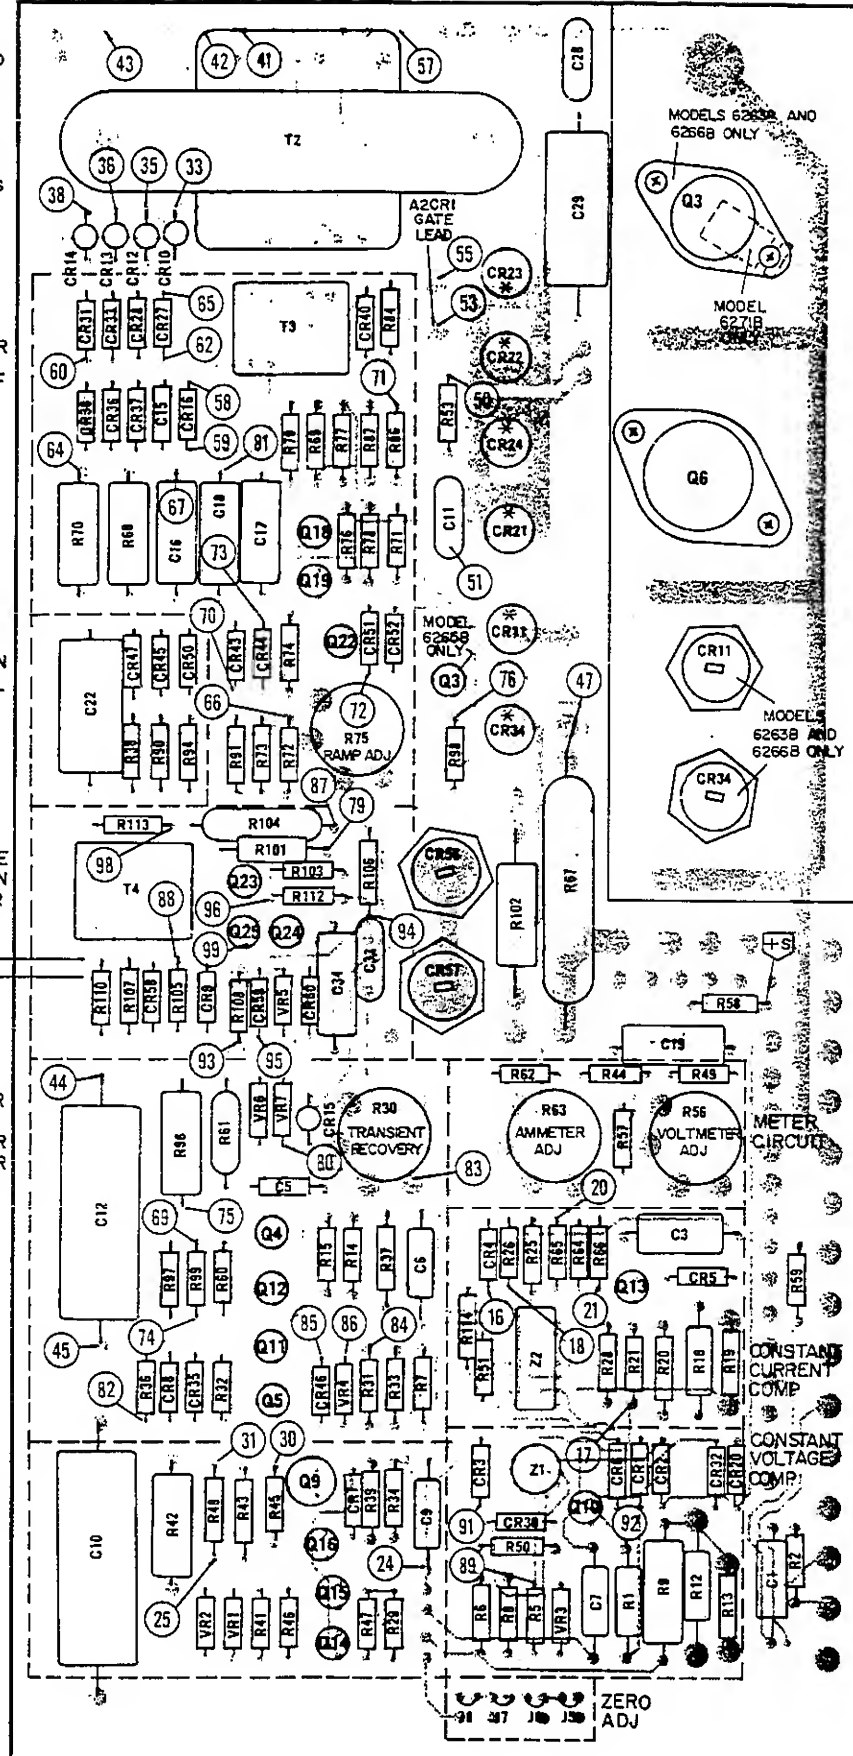 43
42
41
57
C28
T2
MODELS 6263B AND
6266B ONLY
36
35
33
38
A2CR1
GATE
LEAD
C29
Q3
CR14
CR13
CR12
CR10
55
CR23
*
MODEL
6271B
ONLY
65
T3
CR31
CR33
CR28
CR27
CR40
R84
53
60
62
71
CR22
*
50
58
CR36
CR37
C15
CR16
59
R79
R69
R77
R87
R86
R53
CR24
*
64
81
67
R70
R68
C16
C18
C17
Q6
Q18
R76
R78
R71
C11
CR21
*
Q19
51
73
70
MODEL
6265B
ONLY
*
Q22
CR51
CR52
CR47
CR45
CR50
CR43
CR44
R74
CR11
C22
Q3
76
47
66
72
R75
RAMP ADJ
CR34
*
MODELS
6263B AND
6266B ONLY
R90
R94
R91
R73
R72
R98
CR34
87
79
R113
R104
R101
98
T4
R103
R106
CR56
Q23
88
96
R112
R102
R67
99
Q25
Q24
94
+S
C34
CR57
R110
R107
CR58
R105
CR9
R108
CR59
VR5
CR60
R58
93
95
C19
44
R62
R44
R49
R96
R61
VR6
VR7
CR15
R30
TRANSIENT
RECOVERY
R63
AMMETER
ADJ
R57
R56
VOLTMETER
ADJ
METER
CIRCUIT
80
83
C12
C5
69
75
20
Q4
R15
R14
R37
C6
CR4
R26
R25
R65
R64
R66
C3
R97
R99
R60
Q12
CR5
R59
Q13
16
21
74
85
86
84
R114
18
45
Q11
R51
Z2
R28
R21
R20
R18
R19
CONSTANT
CURRENT
COMP
82
R36
CR8
CR35
R32
CR46
VR4
R31
R33
R7
Q5
31
30
17
CONSTANT
VOLTAGE
COMP
C10
R42
R48
R43
R45
Q9
R39
R34
C9
CR3
Z1
CR6
CR1
CR2
CR32
CR20
91
CR38
Q10
92
Q16
R50
25
24
89
VR2
VR1
R41
R46
Q15
Q14
R47
R29
R6
R8
R5
VR3
C7
R1
R9
R12
R13
C1
R2
ZERO
ADJ